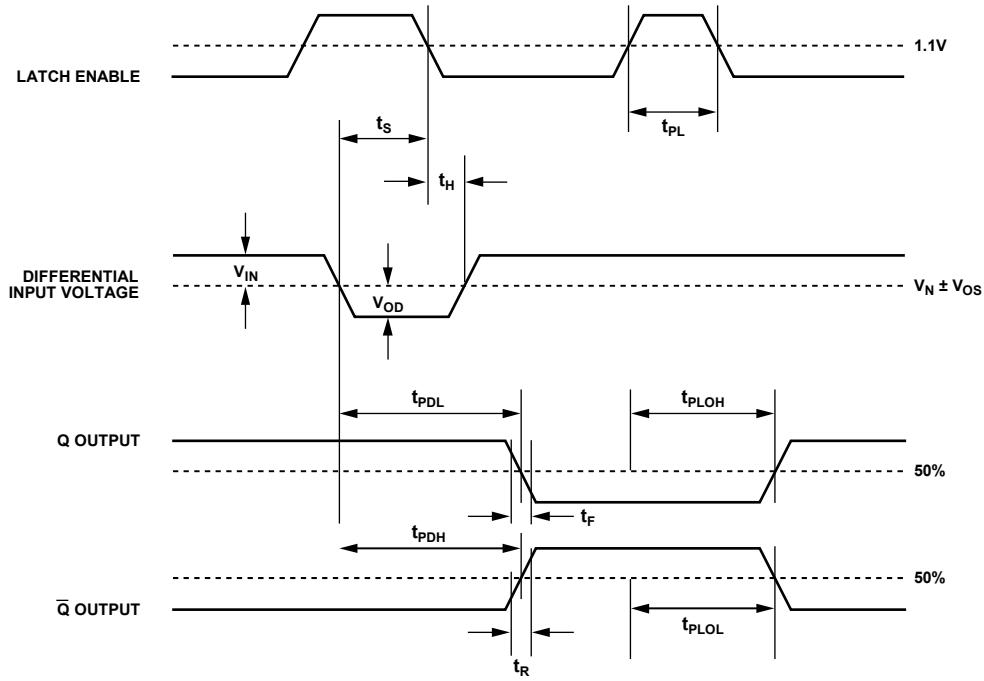 1.1V
LATCH ENABLE
tS
tPL
tH
VIN
DIFFERENTIAL
INPUT VOLTAGE
VOD
VN ± VOS
tPDL
tPLOH
Q OUTPUT
50%
tF
tPDH
50%
Q̅ OUTPUT
tPLOL
tR